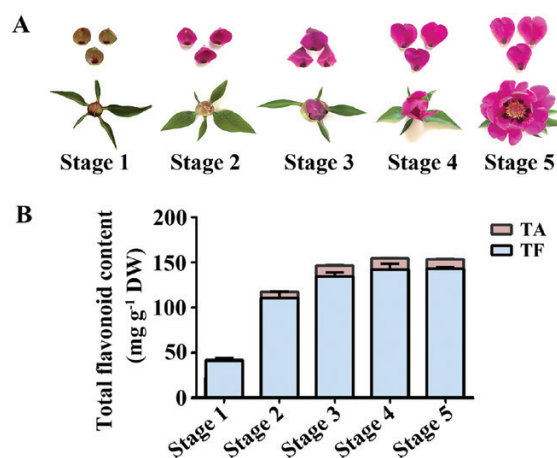 A
Stage 1 Stage 2 Stage 3 Stage 4 Stage 5
B
Total flavonoid content
(mg g⁻¹ DW)
200
150
100
50
0
TA
TF
Stage 1 Stage 2 Stage 3 Stage 4 Stage 5